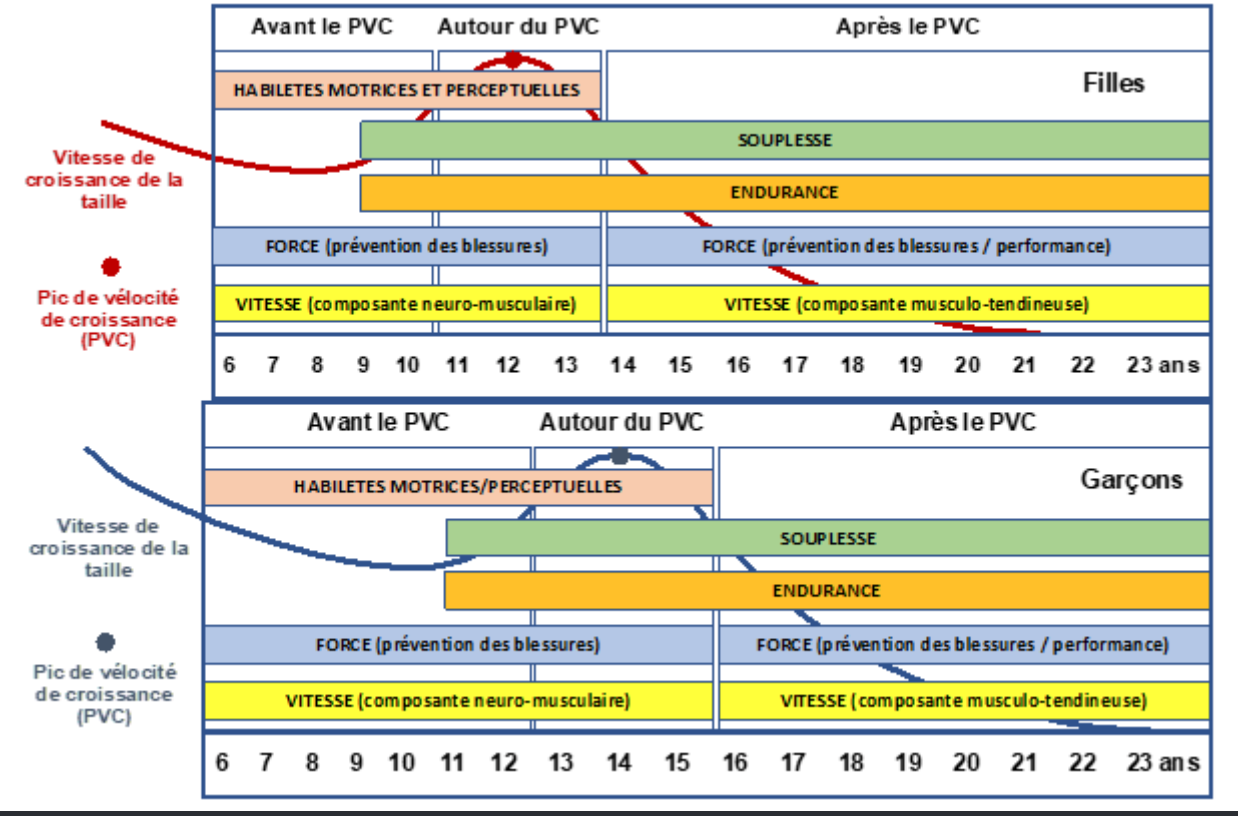 Avant le PVC Autour du PVC Après le PVC
Filles
HABILETES MOTRICES ET PERCEPTUELLES
SOUPLESSE
Vitesse de
croissance de la
taille
ENDURANCE
FORCE (prévention des blessures) FORCE (prévention des blessures / performance)
Pic de vélocité
de croissance
(PVC)
VITESSE (composante neuro-musculaire) VITESSE (composante musculo-tendineuse)
6 7 8 9 10 11 12 13 14 15 16 17 18 19 20 21 22 23 ans
Avant le PVC Autour du PVC Après le PVC
Garçons
HABILETES MOTRICES/PERCEPTUELLES
SOUPLESSE
Vitesse de
croissance de la
taille
ENDURANCE
FORCE (prévention des blessures) FORCE (prévention des blessures / performance)
Pic de vélocité
de croissance
(PVC)
VITESSE (composante neuro-musculaire) VITESSE (composante musculo-tendineuse)
6 7 8 9 10 11 12 13 14 15 16 17 18 19 20 21 22 23 ans